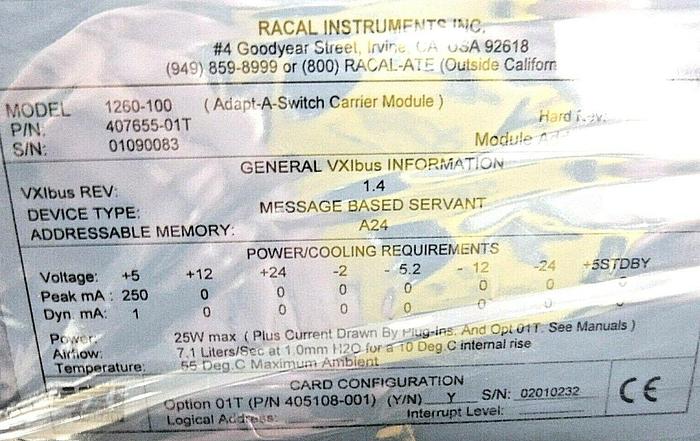 RACAL INSTRUMENTS INC.
#4 Goodyear Street, Irvine, CA USA 92618
(949) 859-8999 or (800) RACAL-ATE (Outside Californ
MODEL 1260-100 ( Adapt-A-Switch Carrier Module )
P/N: 407655-01T Hard Rev.
S/N: 01090083 Module
GENERAL VXIbus INFORMATION
VXIbus REV: 1.4
DEVICE TYPE: MESSAGE BASED SERVANT
ADDRESSABLE MEMORY: A24
POWER/COOLING REQUIREMENTS
Voltage: +5 +12 +24 -2 - 5.2 - 12 -24 +5STDBY
Peak mA : 250 0 0 0 0 0 0
Dyn. mA: 1 0 0 0 0 0 0
Power: 25W max ( Plus Current Drawn By Plug-Ins. And Opt 01T. See Manuals )
Airflow: 7.1 Liters/Sec at 1.0mm H2O for a 10 Deg.C internal rise
Temperature: 55 Deg.C Maximum Ambient
CARD CONFIGURATION
Option 01T (P/N 405108-001) (Y/N) Y S/N: 02010232 CE
Logical Address: Interrupt Level: